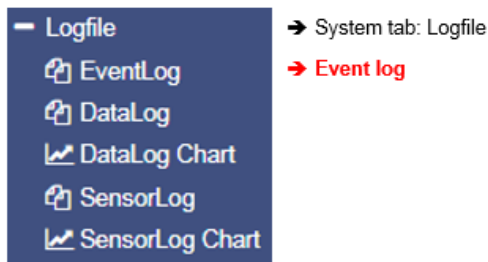 Logfile ➔ System tab: Logfile
EventLog ➔ Event log
DataLog
DataLog Chart
SensorLog
SensorLog Chart